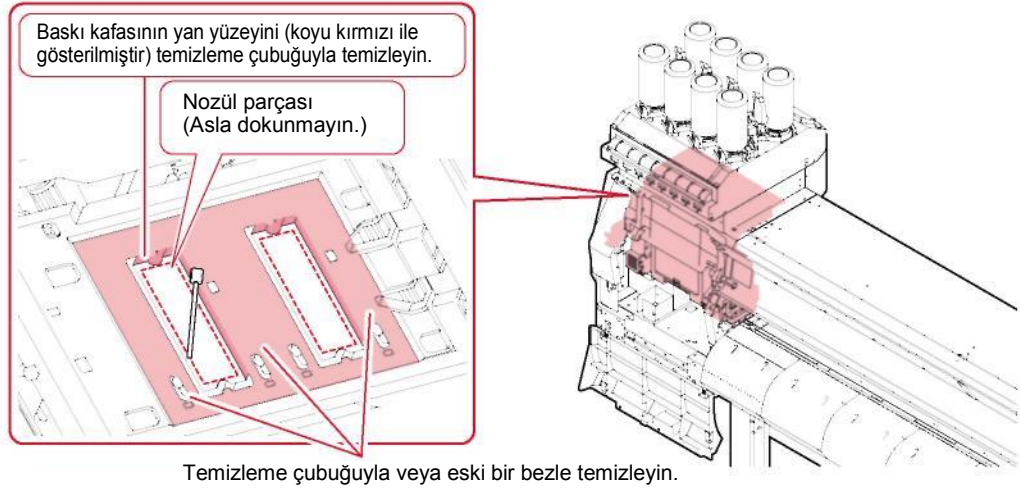 Baskı kafasının yan yüzeyini (koyu kırmızı ile
gösterilmiştir) temizleme çubuğuyla temizleyin.
Nozül parçası
(Asla dokunmayın.)
Temizleme çubuğuyla veya eski bir bezle temizleyin.